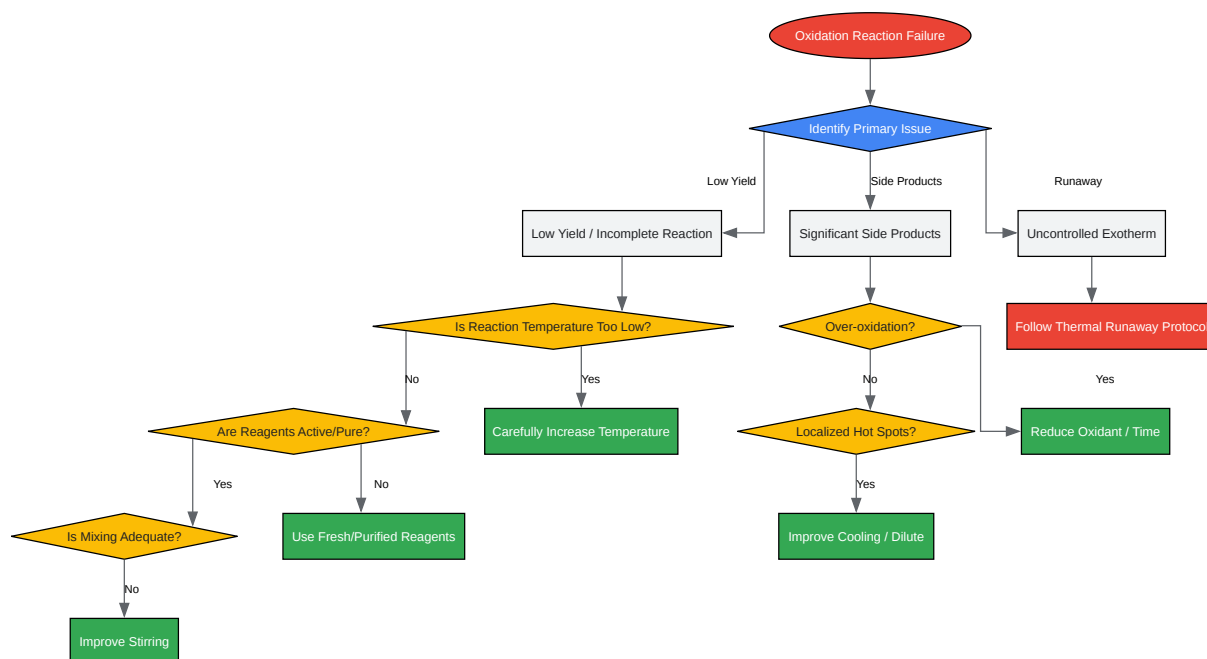 Oxidation Reaction Failure
Identify Primary Issue
Low Yield
Side Products
Runaway
Low Yield / Incomplete Reaction
Significant Side Products
Uncontrolled Exotherm
Is Reaction Temperature Too Low?
Over-oxidation?
Follow Thermal Runaway Protocol
No
Yes
No
Yes
Are Reagents Active/Pure?
Carefully Increase Temperature
Localized Hot Spots?
Reduce Oxidant / Time
Yes
No
Yes
Is Mixing Adequate?
Use Fresh/Purified Reagents
Improve Cooling / Dilute
No
Improve Stirring